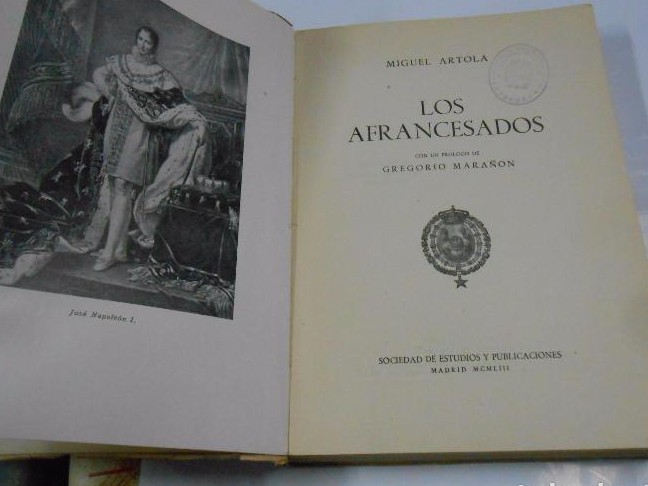 José Napoleón I.
MIGUEL ARTOLA
LOS
AFRANCESADOS
CON UN PRÓLOGO DE
GREGORIO MARAÑON
SOCIEDAD DE ESTUDIOS Y PUBLICACIONES
MADRID MCMLIII